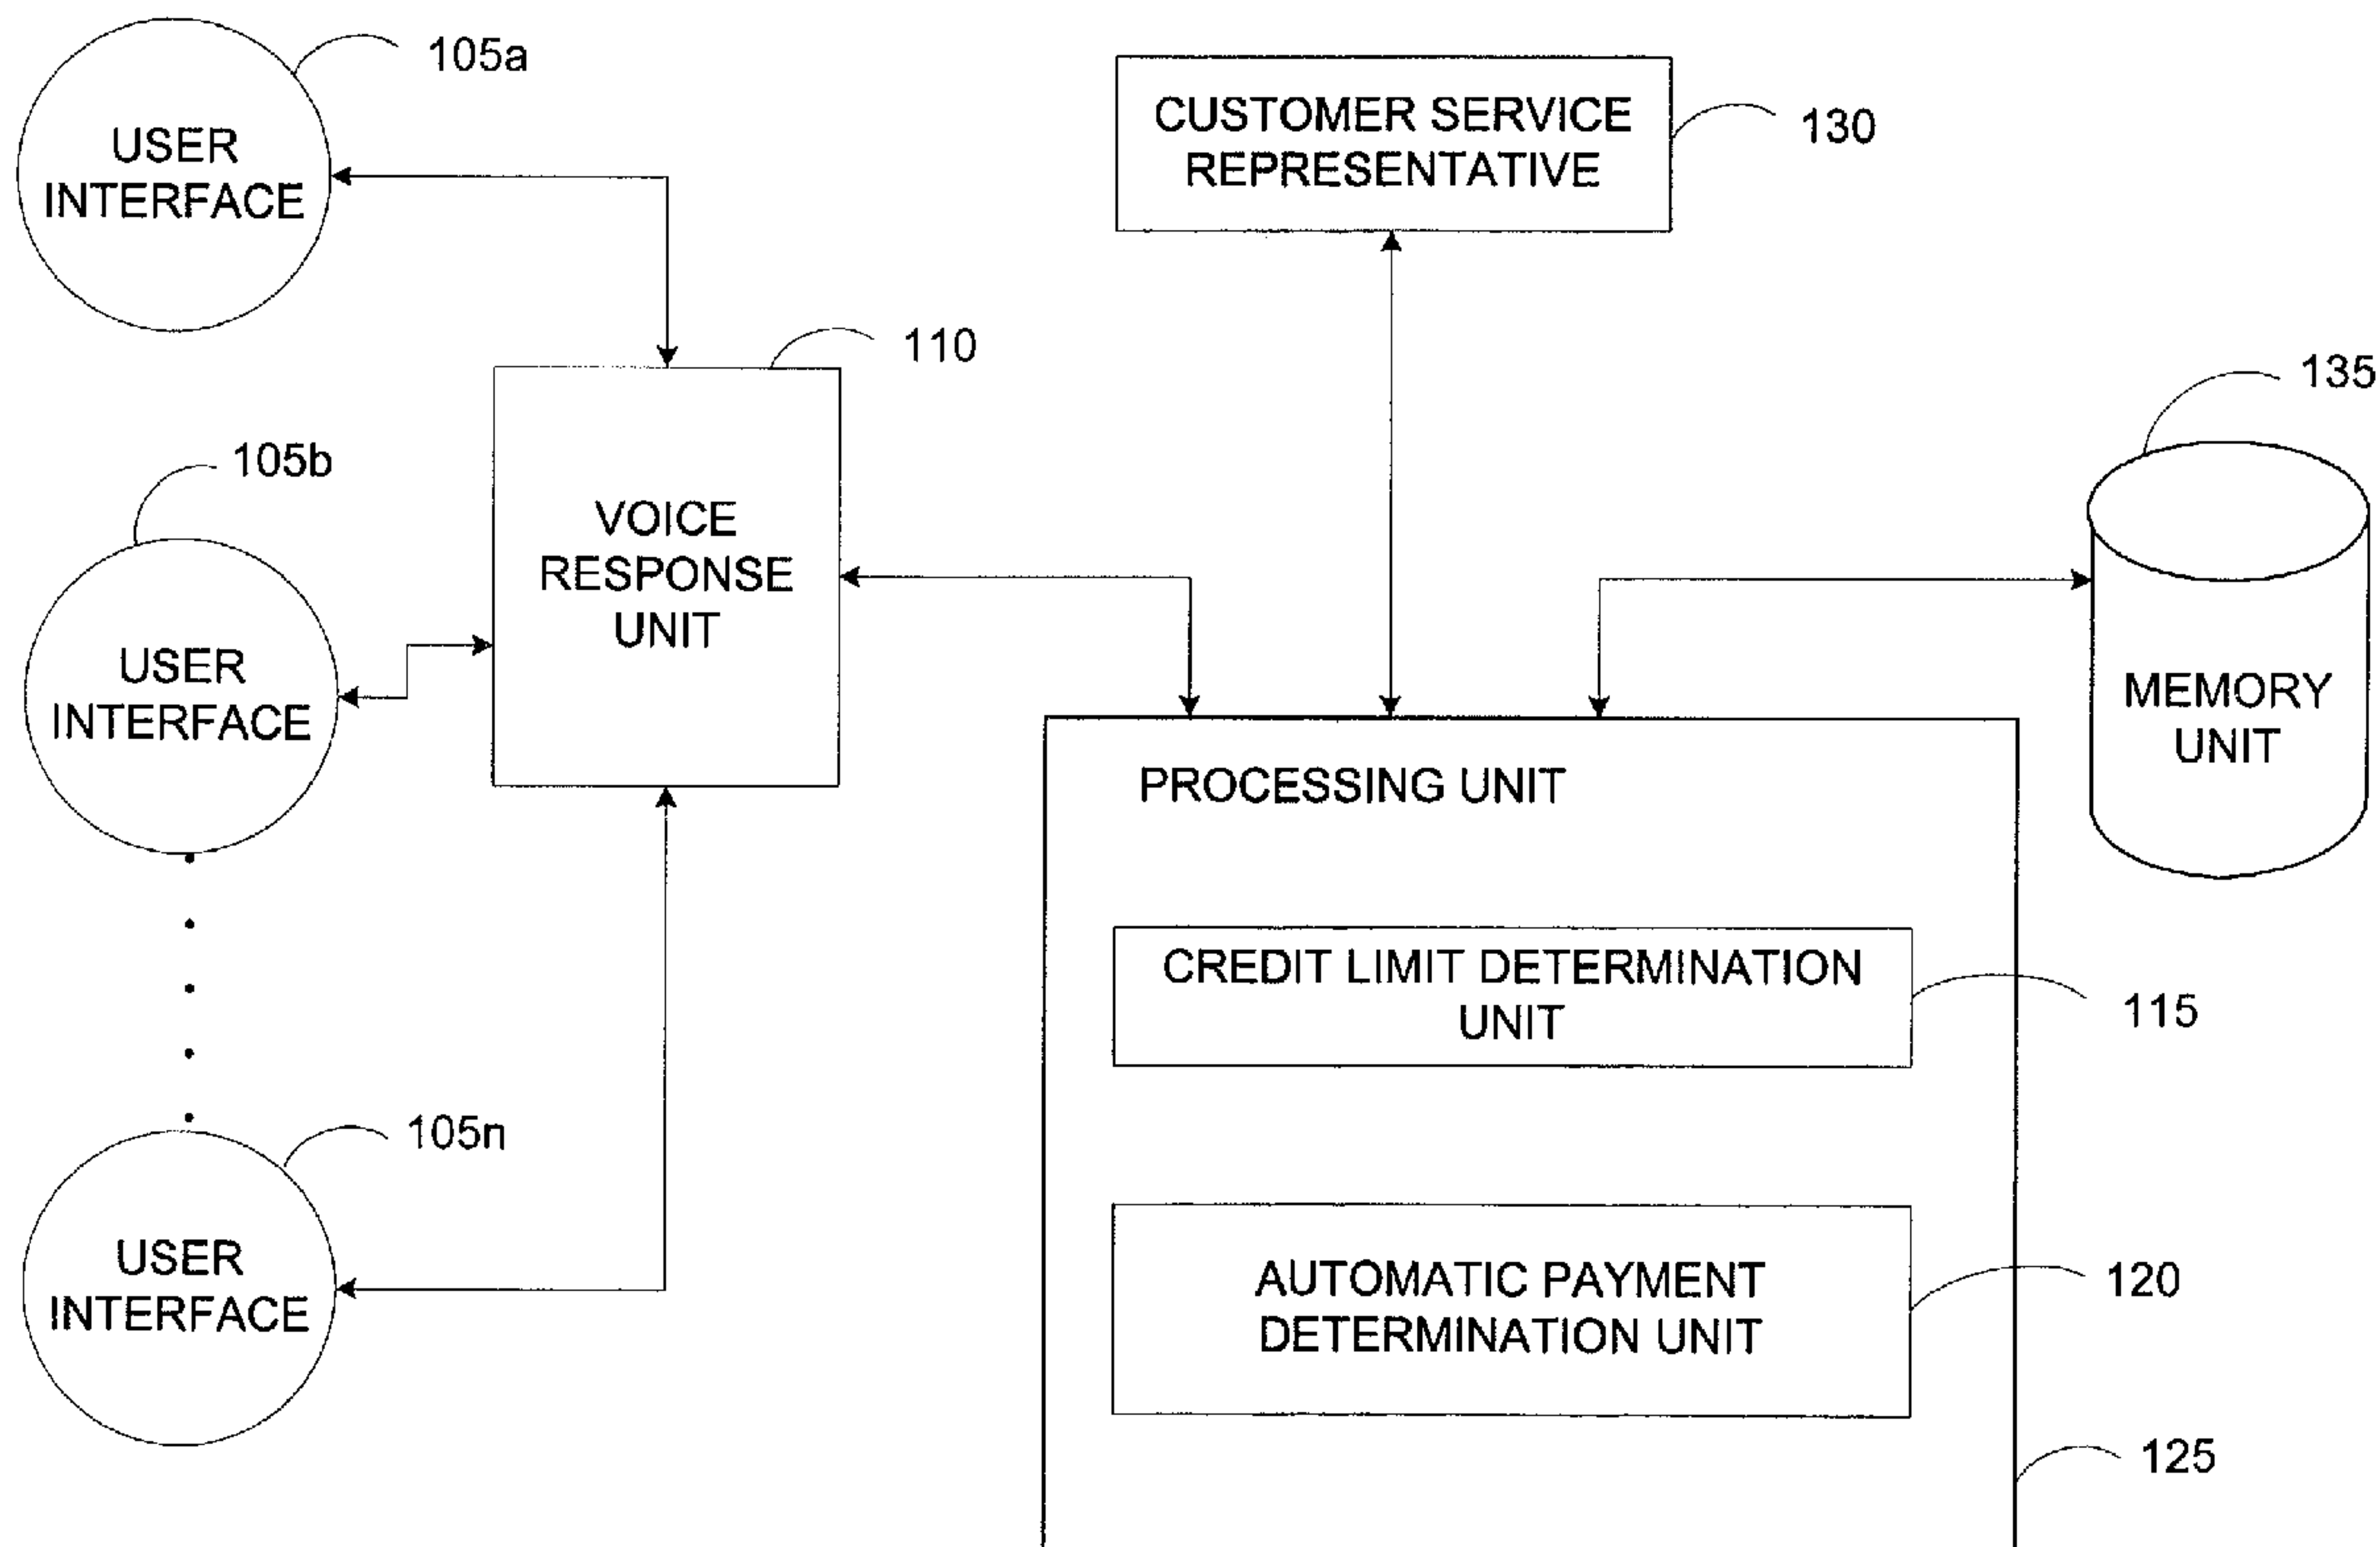 105a
USER
INTERFACE
CUSTOMER SERVICE
REPRESENTATIVE
130
110
135
105b
VOICE
RESPONSE
UNIT
USER
INTERFACE
MEMORY
UNIT
PROCESSING UNIT
CREDIT LIMIT DETERMINATION
UNIT
115
105n
USER
INTERFACE
AUTOMATIC PAYMENT
DETERMINATION UNIT
120
125